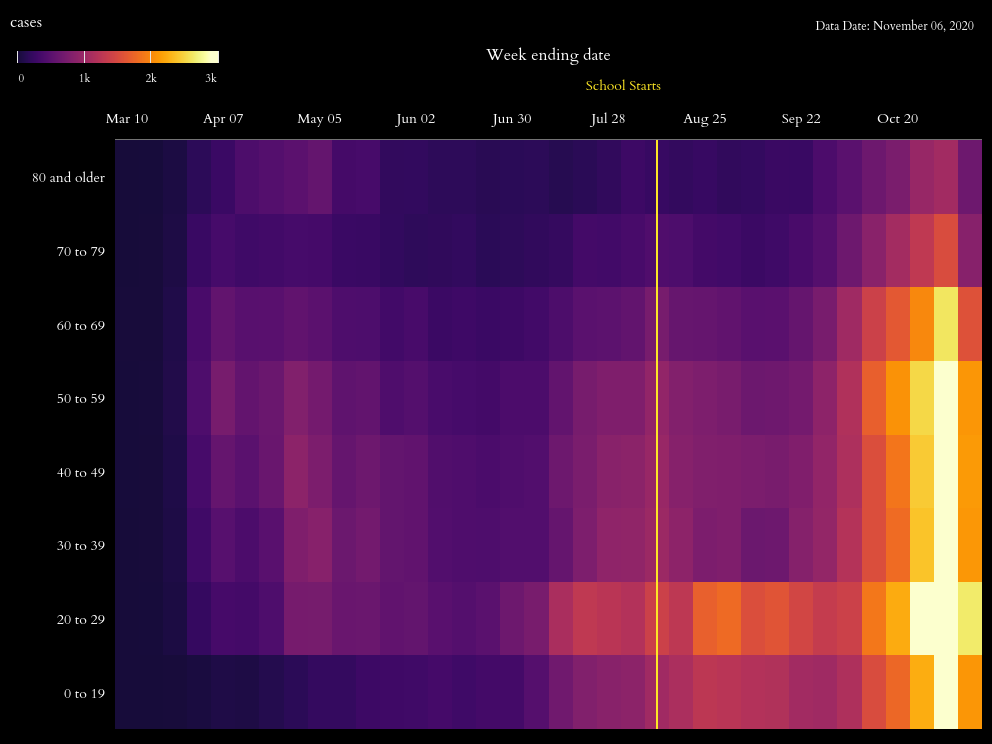 cases
Data Date: November 06, 2020
0 1k 2k 3k
Week ending date
School Starts
Mar 10 Apr 07 May 05 Jun 02 Jun 30 Jul 28 Aug 25 Sep 22 Oct 20
80 and older
70 to 79
60 to 69
50 to 59
40 to 49
30 to 39
20 to 29
0 to 19